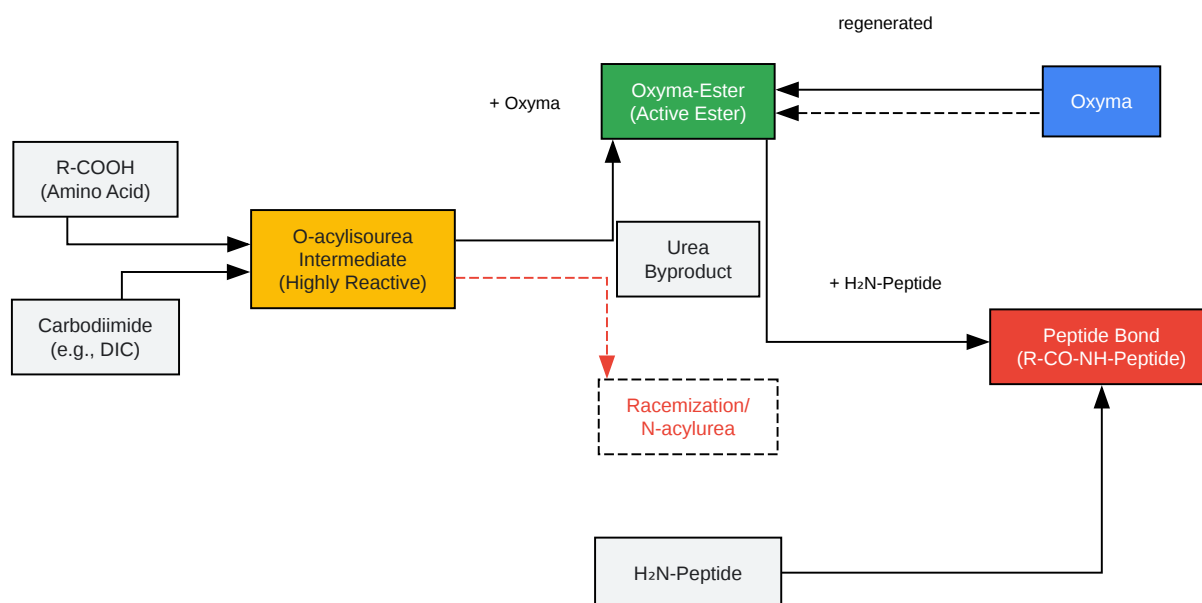 regenerated
Oxyma-Ester
(Active Ester)
Oxyma
+ Oxyma
R-COOH
(Amino Acid)
O-acylisourea
Intermediate
(Highly Reactive)
Urea
Byproduct
+ H₂N-Peptide
Carbodiimide
(e.g., DIC)
Peptide Bond
(R-CO-NH-Peptide)
Racemization/
N-acylurea
H₂N-Peptide